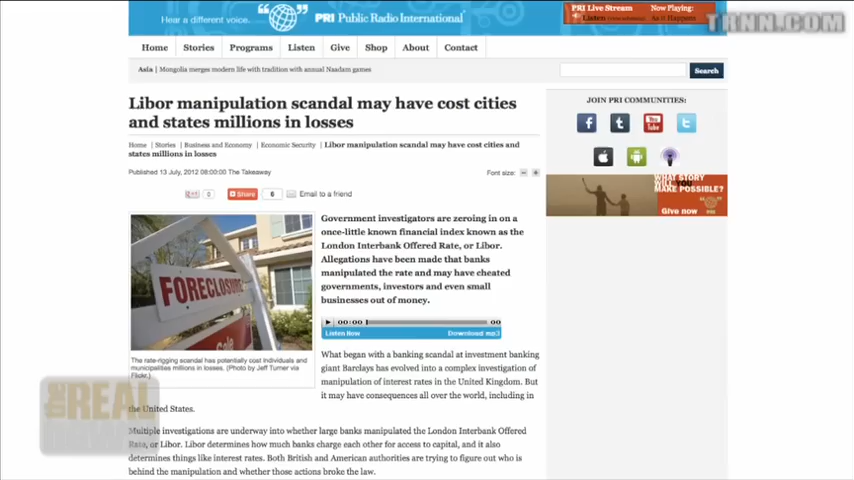 Hear a different voice.
PRI Public Radio International
PRI Live Stream
Now Playing:
Listen
As it Happens
TRNN.COM
Home Stories Programs Listen Give Shop About Contact
Asia | Mongolia merges modern life with tradition with annual Naadam games
Search
Libor manipulation scandal may have cost cities
and states millions in losses
Home | Stories | Business and Economy | Economic Security | Libor manipulation scandal may have cost cities and
states millions in losses
Published 13 July, 2012 08:00:00 The Takeaway
Font size:
0
Share
6
Email to a friend
FORECLOSURE
Sale
The rate-rigging scandal has potentially cost individuals and
municipalities millions in losses. (Photo by Jeff Turner via
Flickr.)
Government investigators are zeroing in on a
once-little known financial index known as the
London Interbank Offered Rate, or Libor.
Allegations have been made that banks
manipulated the rate and may have cheated
governments, investors and even small
businesses out of money.
00:00
00
Listen Now
Download mp3
What began with a banking scandal at investment banking
giant Barclays has evolved into a complex investigation of
manipulation of interest rates in the United Kingdom. But
it may have consequences all over the world, including in
the United States.
Multiple investigations are underway into whether large banks manipulated the London Interbank Offered
Rate, or Libor. Libor determines how much banks charge each other for access to capital, and it also
determines things like interest rates. Both British and American authorities are trying to figure out who is
behind the manipulation and whether those actions broke the law.
JOIN PRI COMMUNITIES:
You
Tube
WHAT STORY
WILL YOU
MAKE POSSIBLE?
Give now
THE REAL